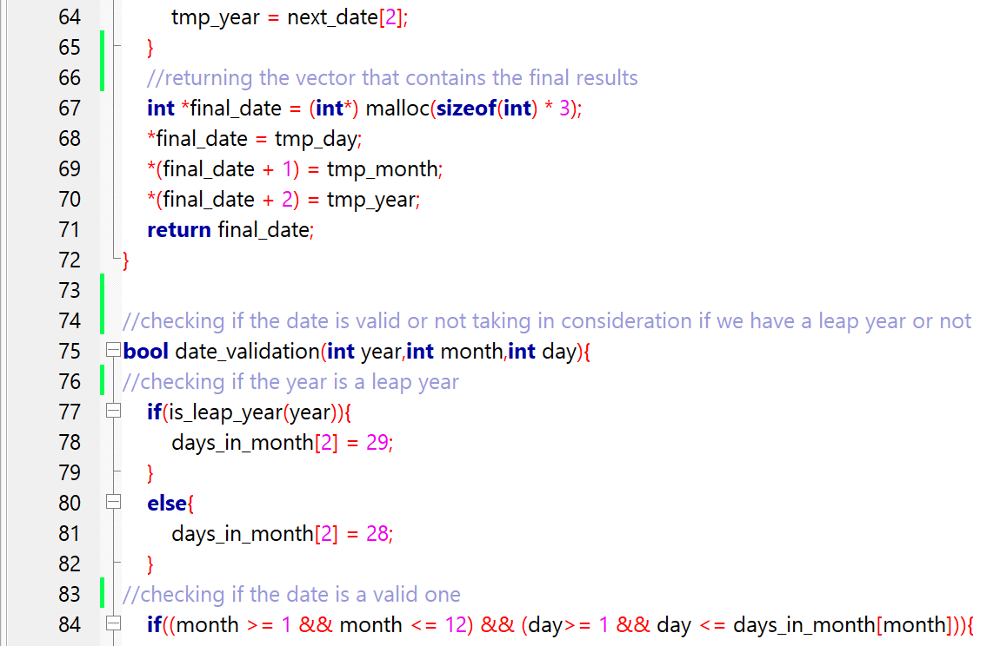 64 tmp_year = next_date[2];
65 }
66 //returning the vector that contains the final results
67 int *final_date = (int*) malloc(sizeof(int) * 3);
68 *final_date = tmp_day;
69 *(final_date + 1) = tmp_month;
70 *(final_date + 2) = tmp_year;
71 return final_date;
72 }
73
74 //checking if the date is valid or not taking in consideration if we have a leap year or not
75 bool date_validation(int year,int month,int day){
76 //checking if the year is a leap year
77 if(is_leap_year(year)){
78 days_in_month[2] = 29;
79 }
80 else{
81 days_in_month[2] = 28;
82 }
83 //checking if the date is a valid one
84 if((month >= 1 && month <= 12) && (day>= 1 && day <= days_in_month[month])){